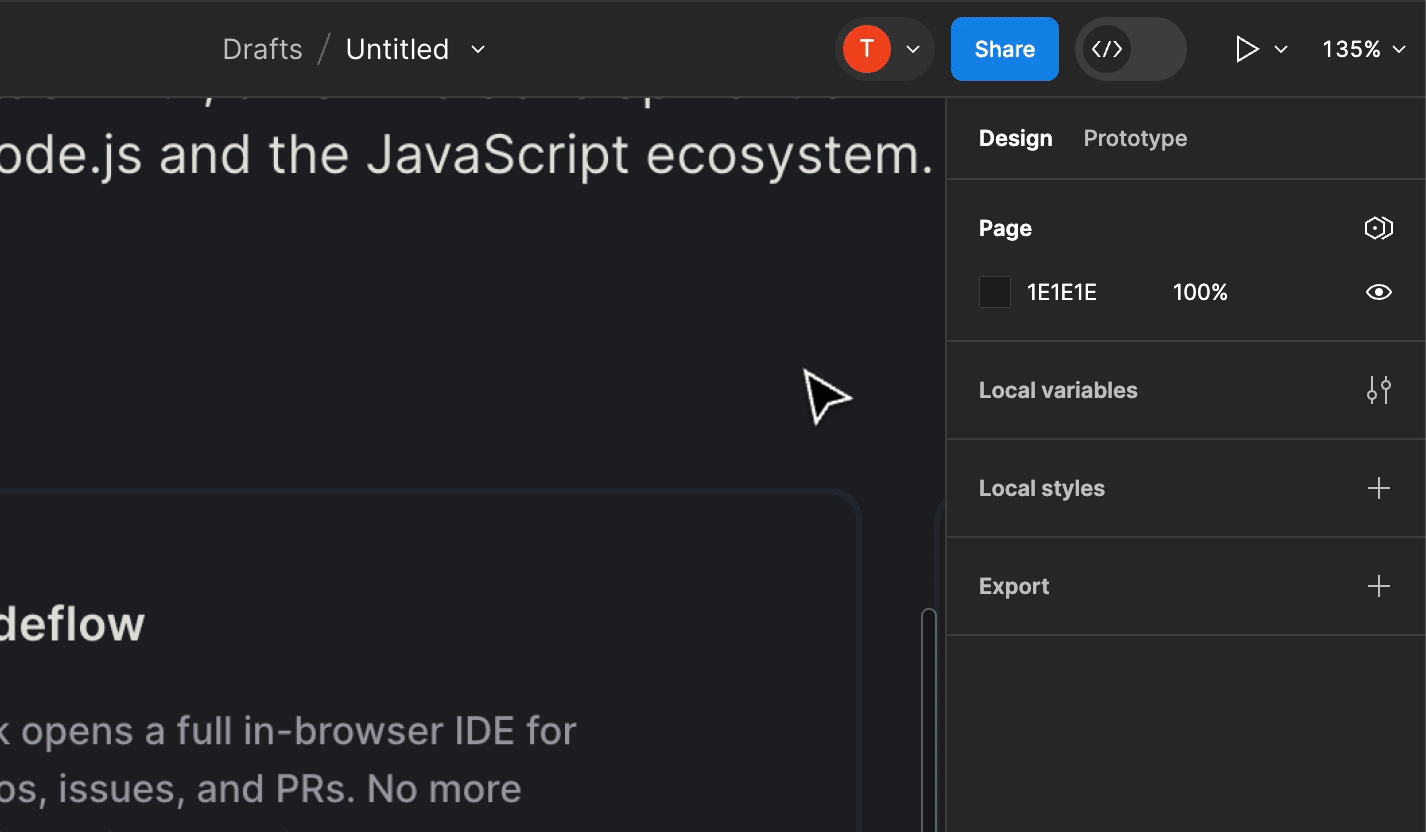 Drafts / Untitled
T
Share
</>
135%
ode.js and the JavaScript ecosystem.
Design
Prototype
Page
1E1E1E
100%
Local variables
Local styles
Export
deflow
k opens a full in-browser IDE for
os, issues, and PRs. No more